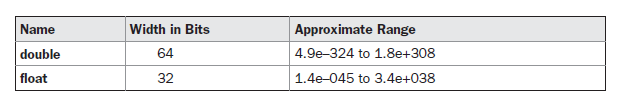 Name Width in Bits Approximate Range
double 64 4.9e–324 to 1.8e+308
float 32 1.4e–045 to 3.4e+038